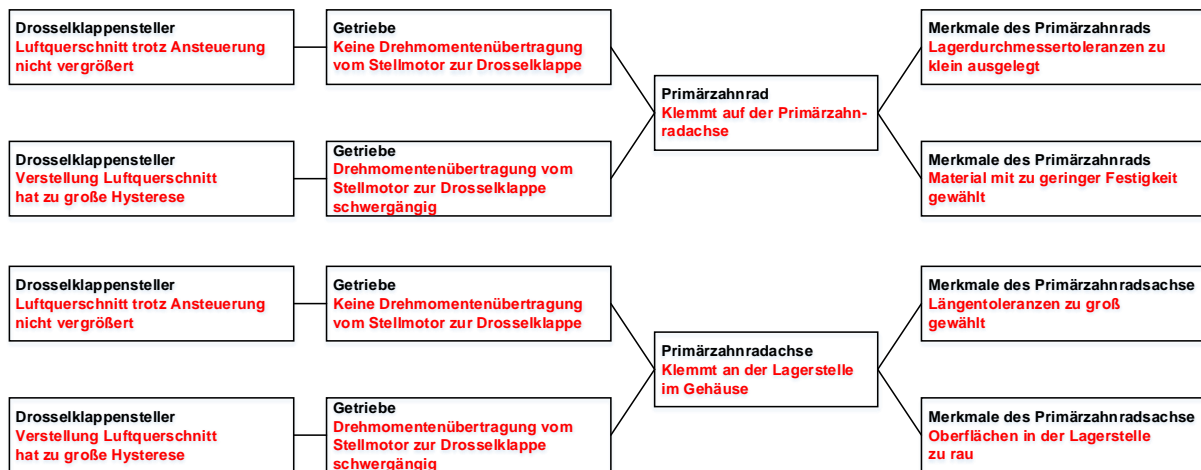 Drosselklappensteller
Luftquerschnitt trotz Ansteuerung
nicht vergrößert
Getriebe
Keine Drehmomentenübertragung
vom Stellmotor zur Drosselklappe
Merkmale des Primärzahnrads
Lagerdurchmessertoleranzen zu
klein ausgelegt
Primärzahnrad
Klemmt auf der Primärzahn-
radachse
Drosselklappensteller
Verstellung Luftquerschnitt
hat zu große Hysterese
Getriebe
Drehmomentenübertragung vom
Stellmotor zur Drosselklappe
schwergängig
Merkmale des Primärzahnrads
Material mit zu geringer Festigkeit
gewählt
Drosselklappensteller
Luftquerschnitt trotz Ansteuerung
nicht vergrößert
Getriebe
Keine Drehmomentenübertragung
vom Stellmotor zur Drosselklappe
Merkmale des Primärzahnradsachse
Längentoleranzen zu groß
gewählt
Primärzahnradachse
Klemmt an der Lagerstelle
im Gehäuse
Drosselklappensteller
Verstellung Luftquerschnitt
hat zu große Hysterese
Getriebe
Drehmomentenübertragung vom
Stellmotor zur Drosselklappe
schwergängig
Merkmale des Primärzahnradsachse
Oberflächen in der Lagerstelle
zu rau